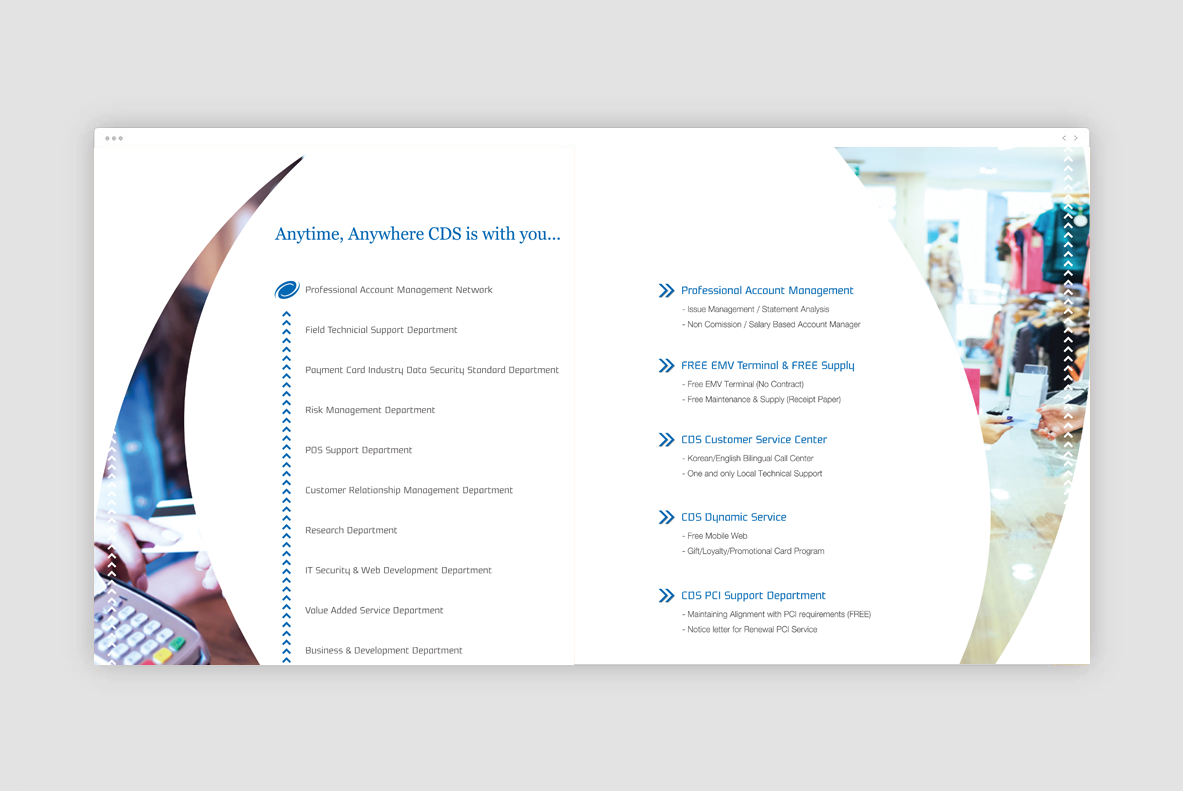 Anytime, Anywhere CDS is with you...
Professional Account Management Network
Field Technicial Support Department
Payment Card Industry Data Security Standard Department
Risk Management Department
POS Support Department
Customer Relationship Management Department
Research Department
IT Security & Web Development Department
Value Added Service Department
Business & Development Department
Professional Account Management
- Issue Management / Statement Analysis
- Non Comission / Salary Based Account Manager
FREE EMV Terminal & FREE Supply
- Free EMV Terminal (No Contract)
- Free Maintenance & Supply (Receipt Paper)
CDS Customer Service Center
- Korean/English Bilingual Call Center
- One and only Local Technical Support
CDS Dynamic Service
- Free Mobile Web
- Gift/Loyalty/Promotional Card Program
CDS PCI Support Department
- Maintaining Alignment with PCI requirements (FREE)
- Notice letter for Renewal PCI Service